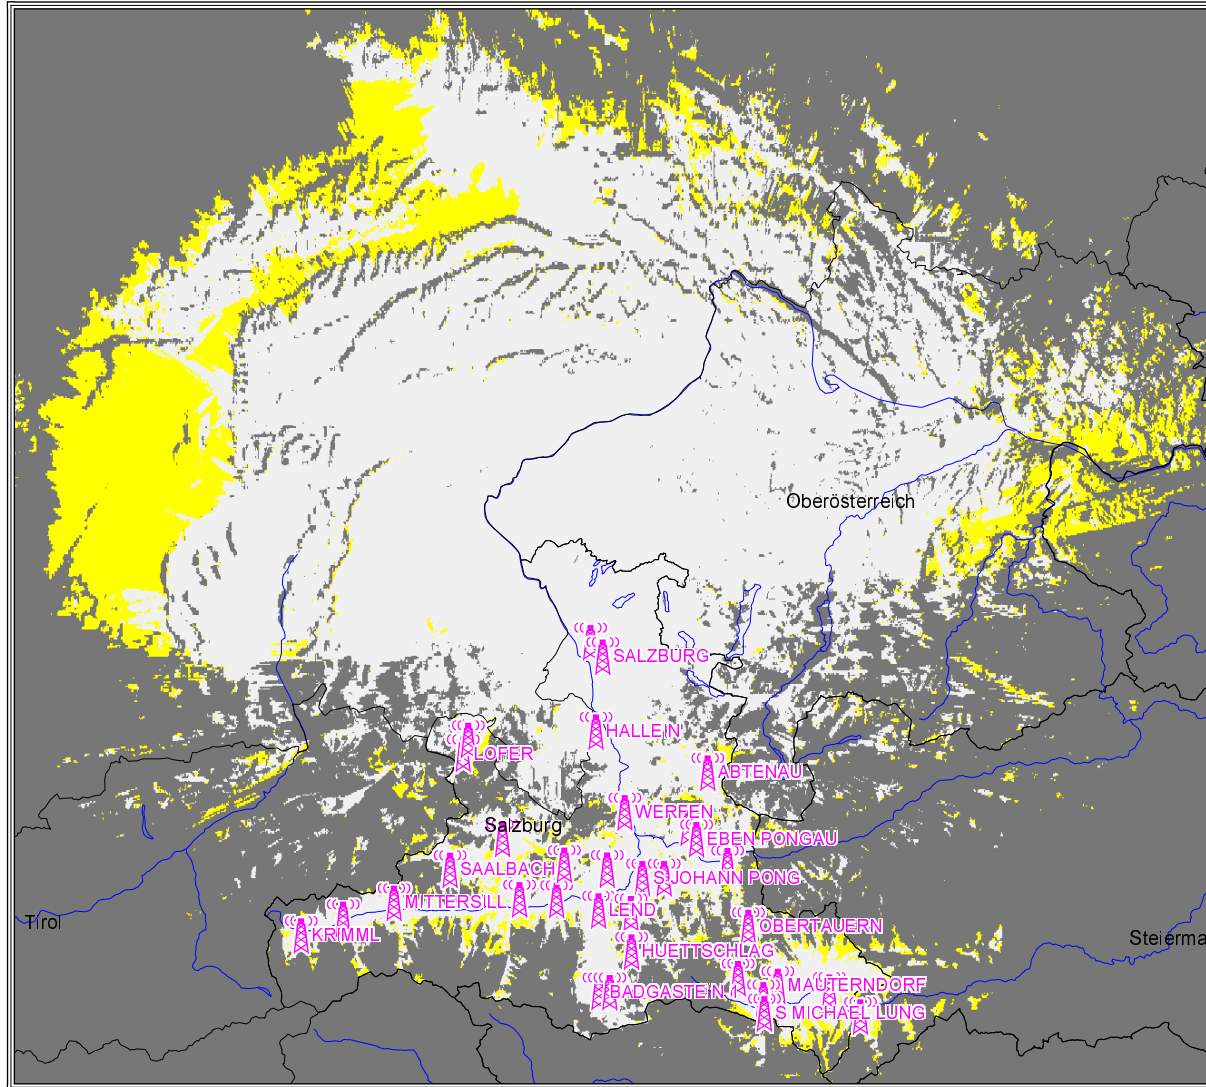 Oberösterreich
SALZBURG
HALLEIN
LOFER
ABTENAU
WERFEN
Salzburg
EBEN PONGAU
SAALBACH
S JOHANN PONG
MITTERSILL
LEND
Tirol
KRIMML
OBERTAUERN
Steierma
HUETTSCHLAG
MAUTERNDORF
BADGASTEIN 1
S MICHAEL LUNG